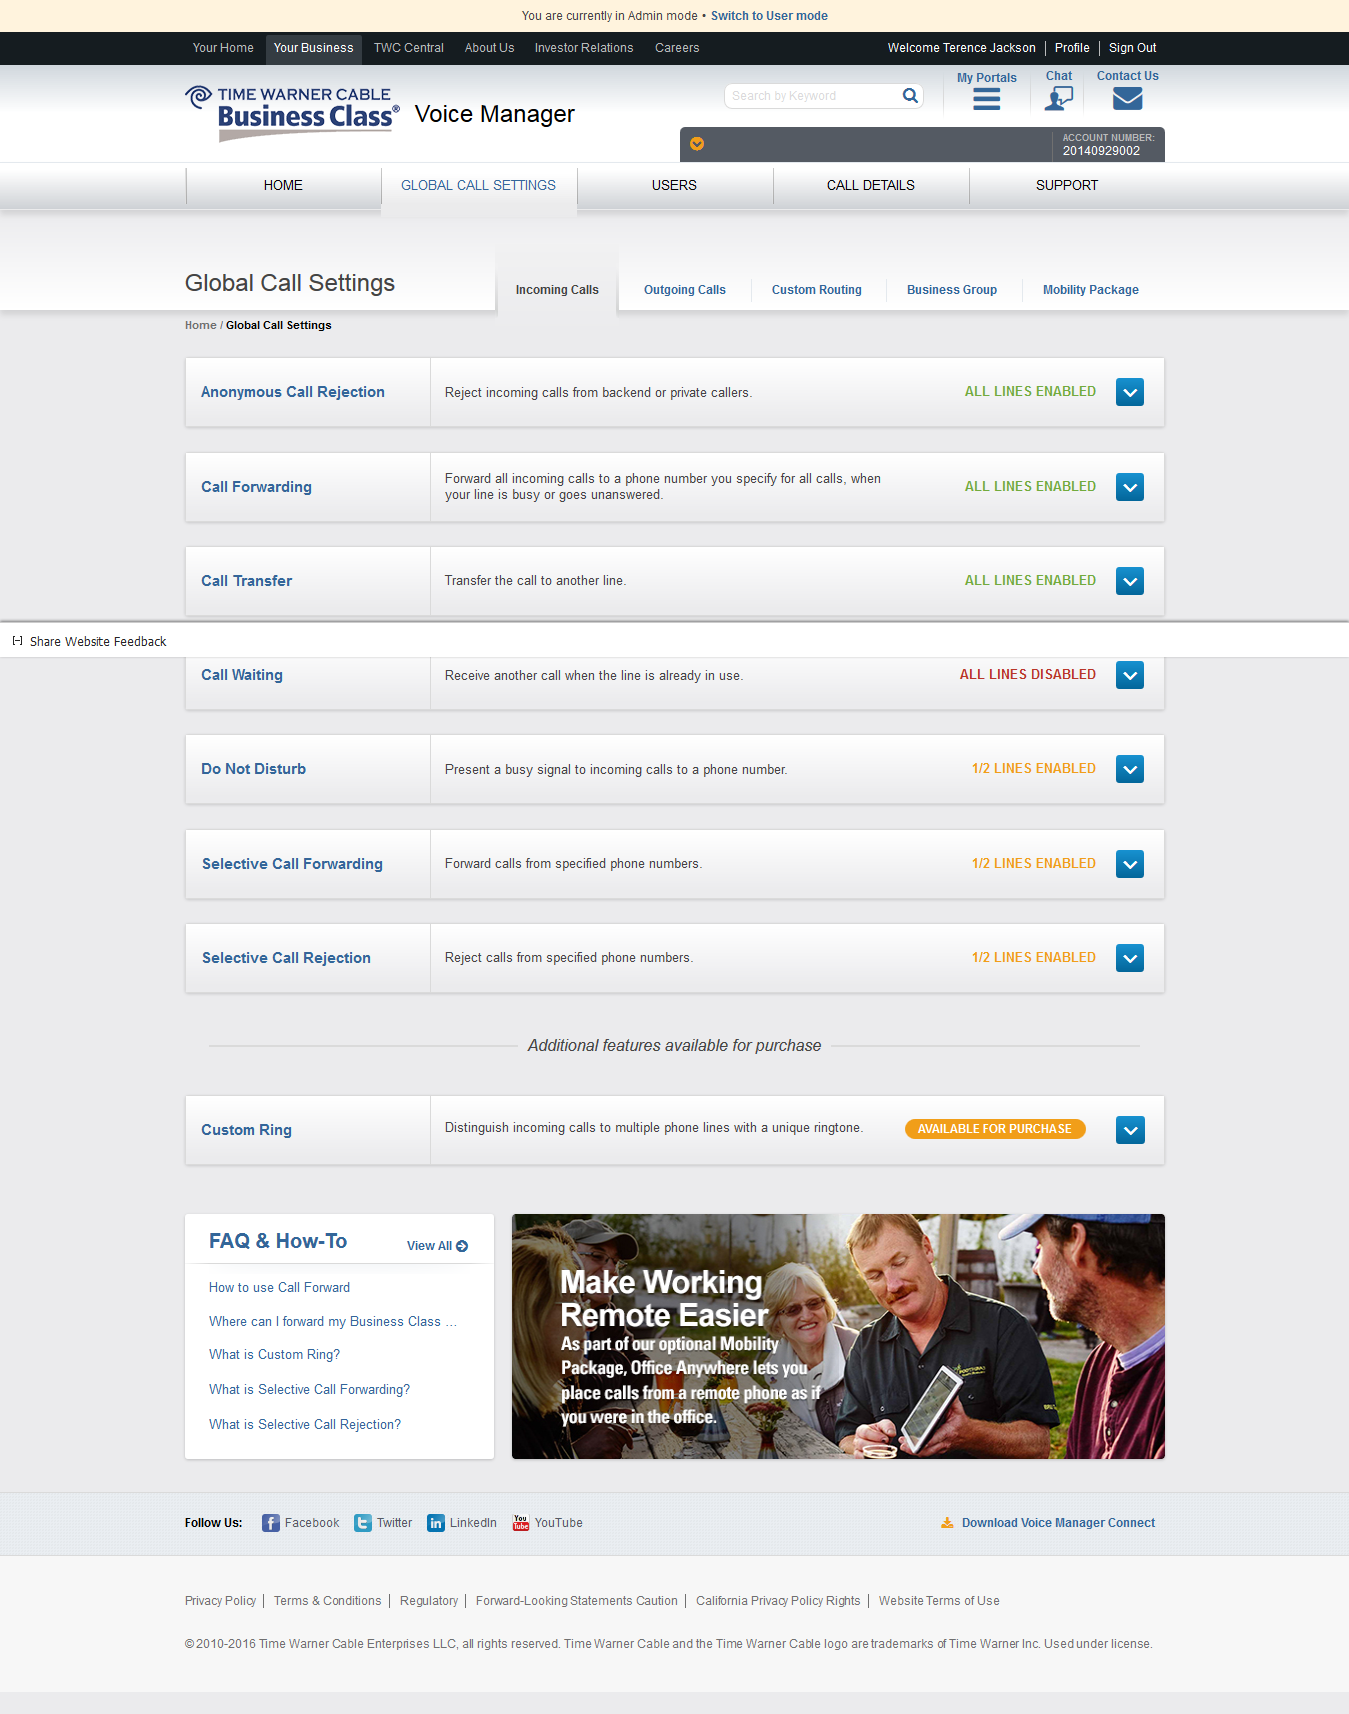 You are currently in Admin mode • Switch to User mode
Your Home Your Business TWC Central About Us Investor Relations Careers Welcome Terence Jackson Profile Sign Out
TIME WARNER CABLE
Business Class® Voice Manager
Search by Keyword
My Portals Chat Contact Us
ACCOUNT NUMBER:
20140929002
HOME GLOBAL CALL SETTINGS USERS CALL DETAILS SUPPORT
Global Call Settings
Incoming Calls Outgoing Calls Custom Routing Business Group Mobility Package
Home / Global Call Settings
Anonymous Call Rejection Reject incoming calls from backend or private callers. ALL LINES ENABLED
Call Forwarding Forward all incoming calls to a phone number you specify for all calls, when
your line is busy or goes unanswered. ALL LINES ENABLED
Call Transfer Transfer the call to another line. ALL LINES ENABLED
[-] Share Website Feedback
Call Waiting Receive another call when the line is already in use. ALL LINES DISABLED
Do Not Disturb Present a busy signal to incoming calls to a phone number. 1/2 LINES ENABLED
Selective Call Forwarding Forward calls from specified phone numbers. 1/2 LINES ENABLED
Selective Call Rejection Reject calls from specified phone numbers. 1/2 LINES ENABLED
Additional features available for purchase
Custom Ring Distinguish incoming calls to multiple phone lines with a unique ringtone. AVAILABLE FOR PURCHASE
FAQ & How-To View All
How to use Call Forward
Where can I forward my Business Class ...
What is Custom Ring?
What is Selective Call Forwarding?
What is Selective Call Rejection?
Make Working
Remote Easier
As part of our optional Mobility
Package, Office Anywhere lets you
place calls from a remote phone as if
you were in the office.
Follow Us: Facebook Twitter LinkedIn YouTube Download Voice Manager Connect
Privacy Policy Terms & Conditions Regulatory Forward-Looking Statements Caution California Privacy Policy Rights Website Terms of Use
© 2010-2016 Time Warner Cable Enterprises LLC, all rights reserved. Time Warner Cable and the Time Warner Cable logo are trademarks of Time Warner Inc. Used under license.